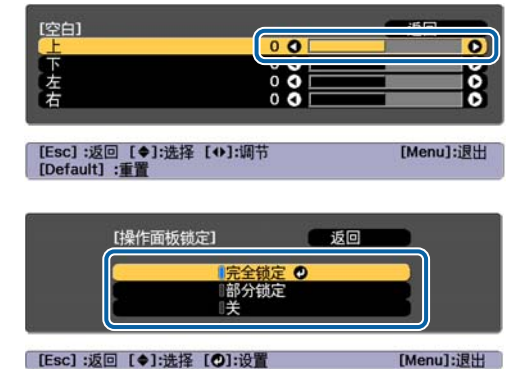 [空白] 返回
上 0
下 0
左 0
右 0
[Esc] :返回 [◆]:选择 [◀▶]:调节 [Menu]:退出
[Default] :重置
[操作面板锁定] 返回
完全锁定
部分锁定
关
[Esc] :返回 [◆]:选择 [↵]:设置 [Menu]:退出